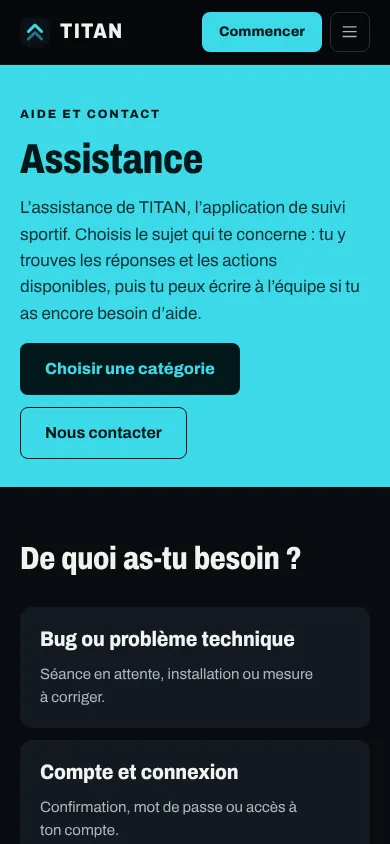 TITAN
Commencer
AIDE ET CONTACT
Assistance
L’assistance de TITAN, l’application de suivi
sportif. Choisis le sujet qui te concerne : tu y
trouves les réponses et les actions
disponibles, puis tu peux écrire à l’équipe si tu
as encore besoin d’aide.
Choisir une catégorie
Nous contacter
De quoi as-tu besoin ?
Bug ou problème technique
Séance en attente, installation ou mesure
à corriger.
Compte et connexion
Confirmation, mot de passe ou accès à
ton compte.